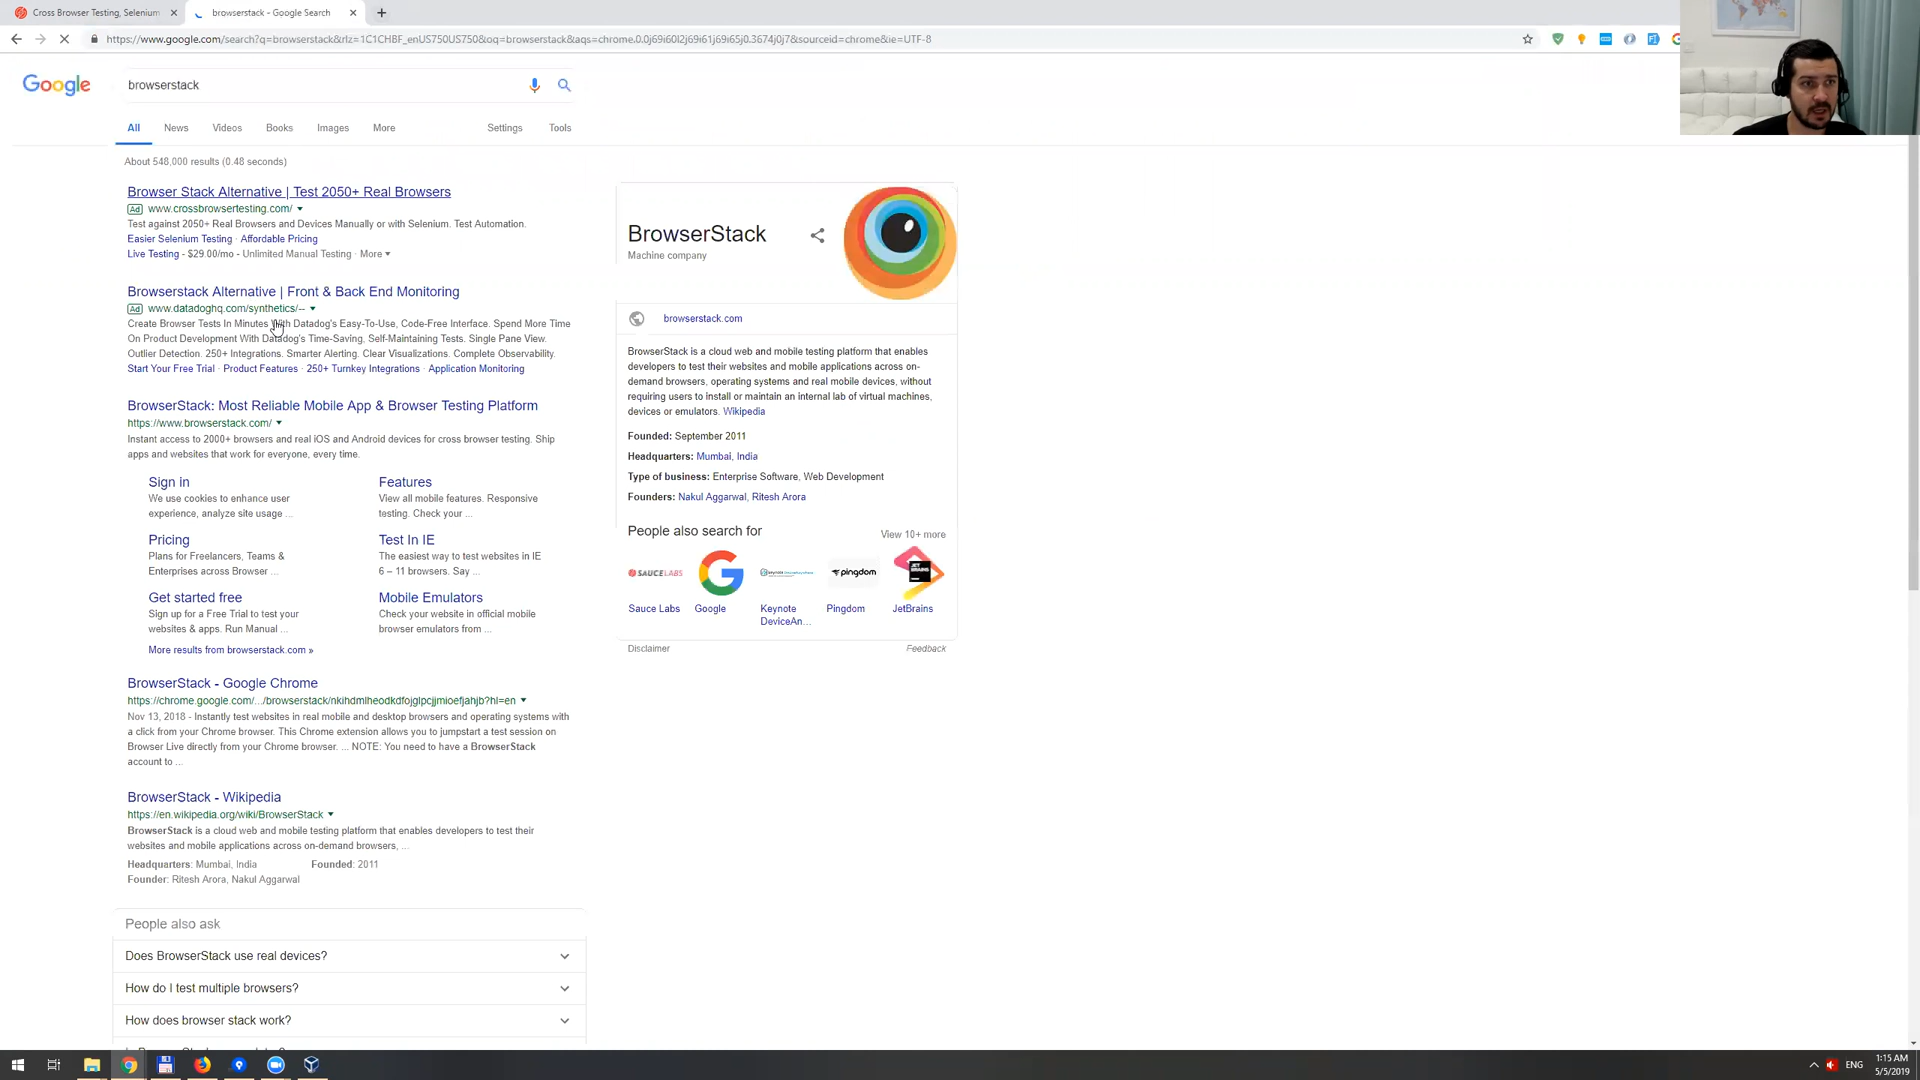 Cross Browser Testing, Selenium
browserstack - Google Search
https://www.google.com/search?q=browserstack&rlz=1C1CHBF_enUS750US750&oq=browserstack&aqs=chrome.0.0j69i60l2j69i61j69i65j0.3674j0j7&sourceid=chrome&ie=UTF-8
Google
browserstack
All News Videos Books Images More Settings Tools
About 548,000 results (0.48 seconds)
Browser Stack Alternative | Test 2050+ Real Browsers
Ad www.crossbrowsertesting.com/
Test against 2050+ Real Browsers and Devices Manually or with Selenium. Test Automation.
Easier Selenium Testing · Affordable Pricing
Live Testing - $29.00/mo - Unlimited Manual Testing · More
Browserstack Alternative | Front & Back End Monitoring
Ad www.datadoghq.com/synthetics/--
Create Browser Tests In Minutes With Datadog's Easy-To-Use, Code-Free Interface. Spend More Time
On Product Development With Datadog's Time-Saving, Self-Maintaining Tests. Single Pane View.
Outlier Detection. 250+ Integrations. Smarter Alerting. Clear Visualizations. Complete Observability.
Start Your Free Trial · Product Features · 250+ Turnkey Integrations · Application Monitoring
BrowserStack: Most Reliable Mobile App & Browser Testing Platform
https://www.browserstack.com/
Instant access to 2000+ browsers and real iOS and Android devices for cross browser testing. Ship
apps and websites that work for everyone, every time.
Sign in
We use cookies to enhance user
experience, analyze site usage ...
Features
View all mobile features. Responsive
testing. Check your ...
Pricing
Plans for Freelancers, Teams &
Enterprises across Browser ...
Test In IE
The easiest way to test websites in IE
6 – 11 browsers. Say ...
Get started free
Sign up for a Free Trial to test your
websites & apps. Run Manual ...
Mobile Emulators
Check your website in official mobile
browser emulators from ...
More results from browserstack.com »
BrowserStack - Google Chrome
https://chrome.google.com/.../browserstack/nkihdmlheodkdfojglpcjjmioefjahjb?hl=en
Nov 13, 2018 - Instantly test websites in real mobile and desktop browsers and operating systems with
a click from your Chrome browser. This Chrome extension allows you to jumpstart a test session on
Browser Live directly from your Chrome browser. ... NOTE: You need to have a BrowserStack
account to ...
BrowserStack - Wikipedia
https://en.wikipedia.org/wiki/BrowserStack
BrowserStack is a cloud web and mobile testing platform that enables developers to test their
websites and mobile applications across on-demand browsers, ...
Headquarters: Mumbai, India Founded: 2011
Founder: Ritesh Arora, Nakul Aggarwal
People also ask
Does BrowserStack use real devices?
How do I test multiple browsers?
How does browser stack work?
BrowserStack
Machine company
browserstack.com
BrowserStack is a cloud web and mobile testing platform that enables
developers to test their websites and mobile applications across on-
demand browsers, operating systems and real mobile devices, without
requiring users to install or maintain an internal lab of virtual machines,
devices or emulators. Wikipedia
Founded: September 2011
Headquarters: Mumbai, India
Type of business: Enterprise Software, Web Development
Founders: Nakul Aggarwal, Ritesh Arora
People also search for
View 10+ more
SAUCE LABS
pingdom
JET BRAINS
Sauce Labs Google Keynote DeviceAn... Pingdom JetBrains
Disclaimer Feedback
ENG
1:15 AM
5/5/2019